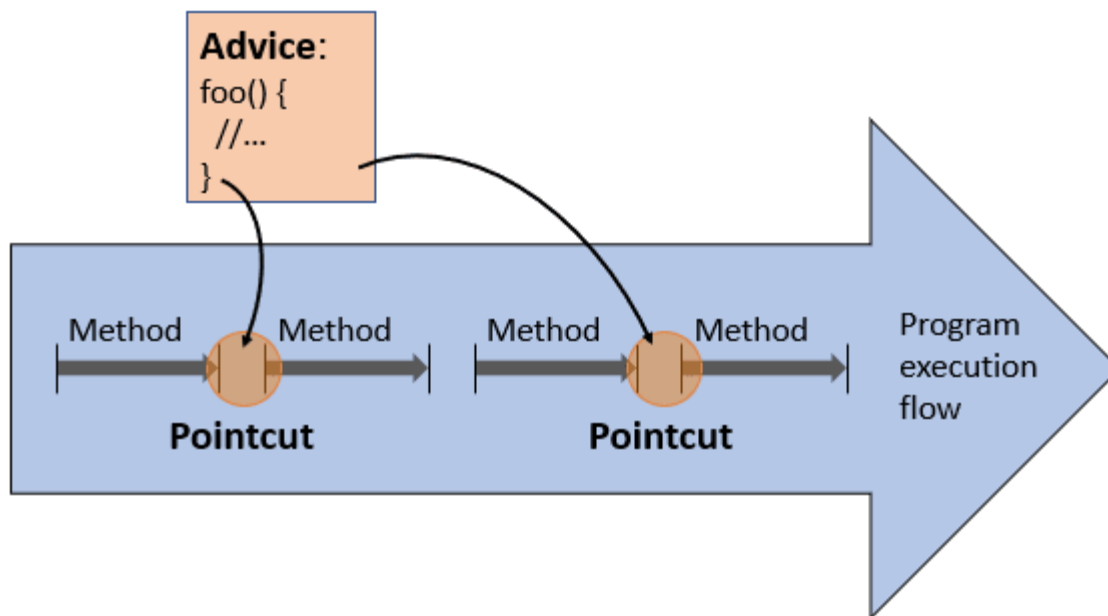 Advice:
foo() {
//...
}
Method
Method
Method
Method
Pointcut
Pointcut
Program
execution
flow